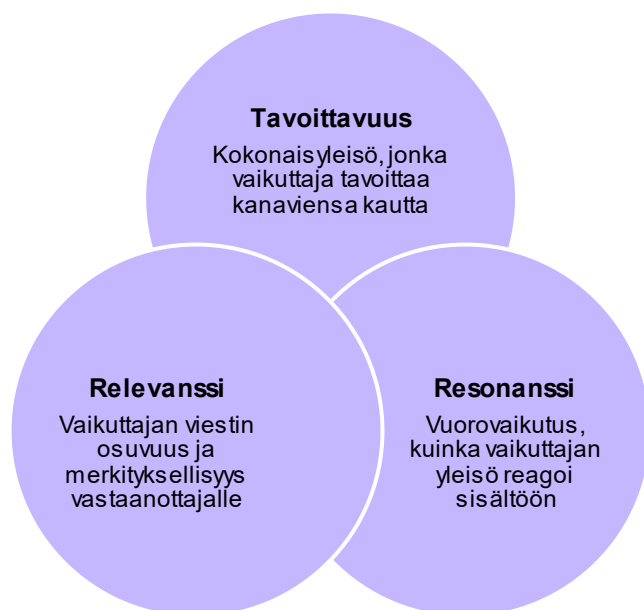 Tavoittavuus
Kokonaisyleisö, jonka
vaikuttaja tavoittaa
kanaviensa kautta
Relevanssi
Vaikuttajan viestin
osuvuus ja
merkityksellisyys
vastaanottajalle
Resonanssi
Vuorovaikutus,
kuinka vaikuttajan
yleisö reagoi
sisältöön